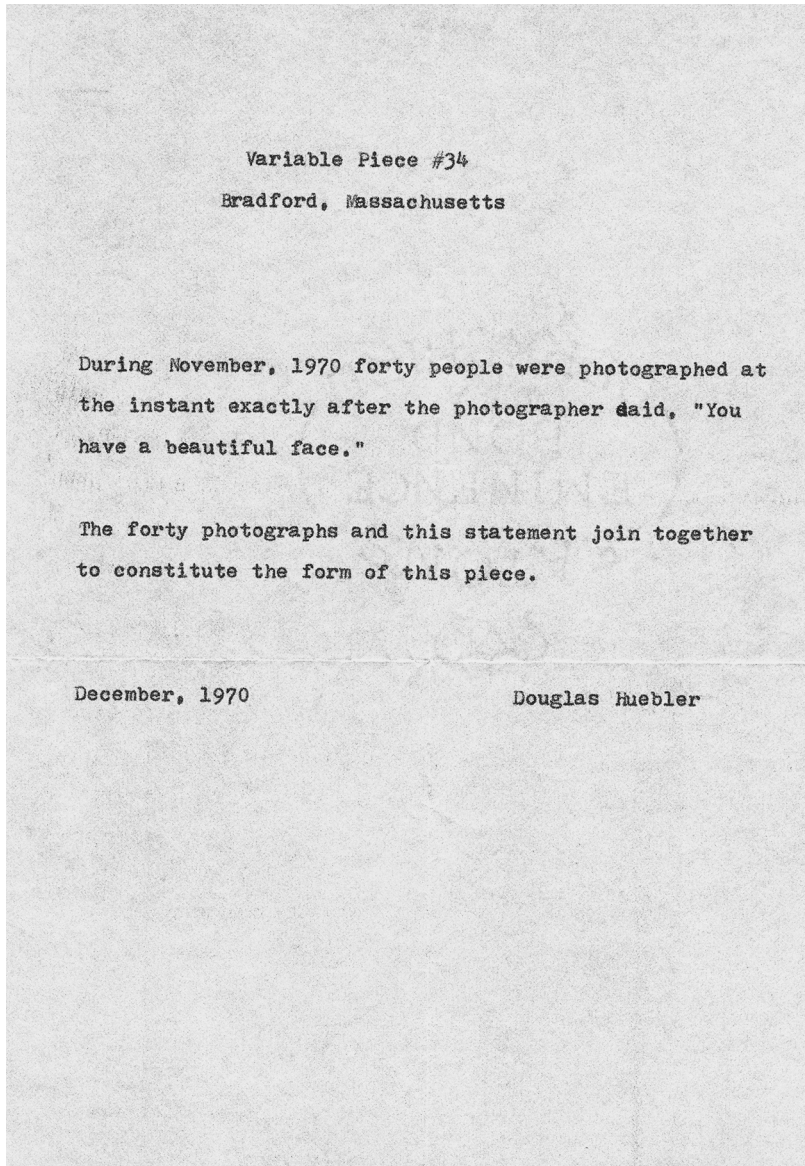 Variable Piece #34
Bradford, Massachusetts
During November, 1970 forty people were photographed at
the instant exactly after the photographer daid, "You
have a beautiful face."
The forty photographs and this statement join together
to constitute the form of this piece.
December, 1970
Douglas Huebler